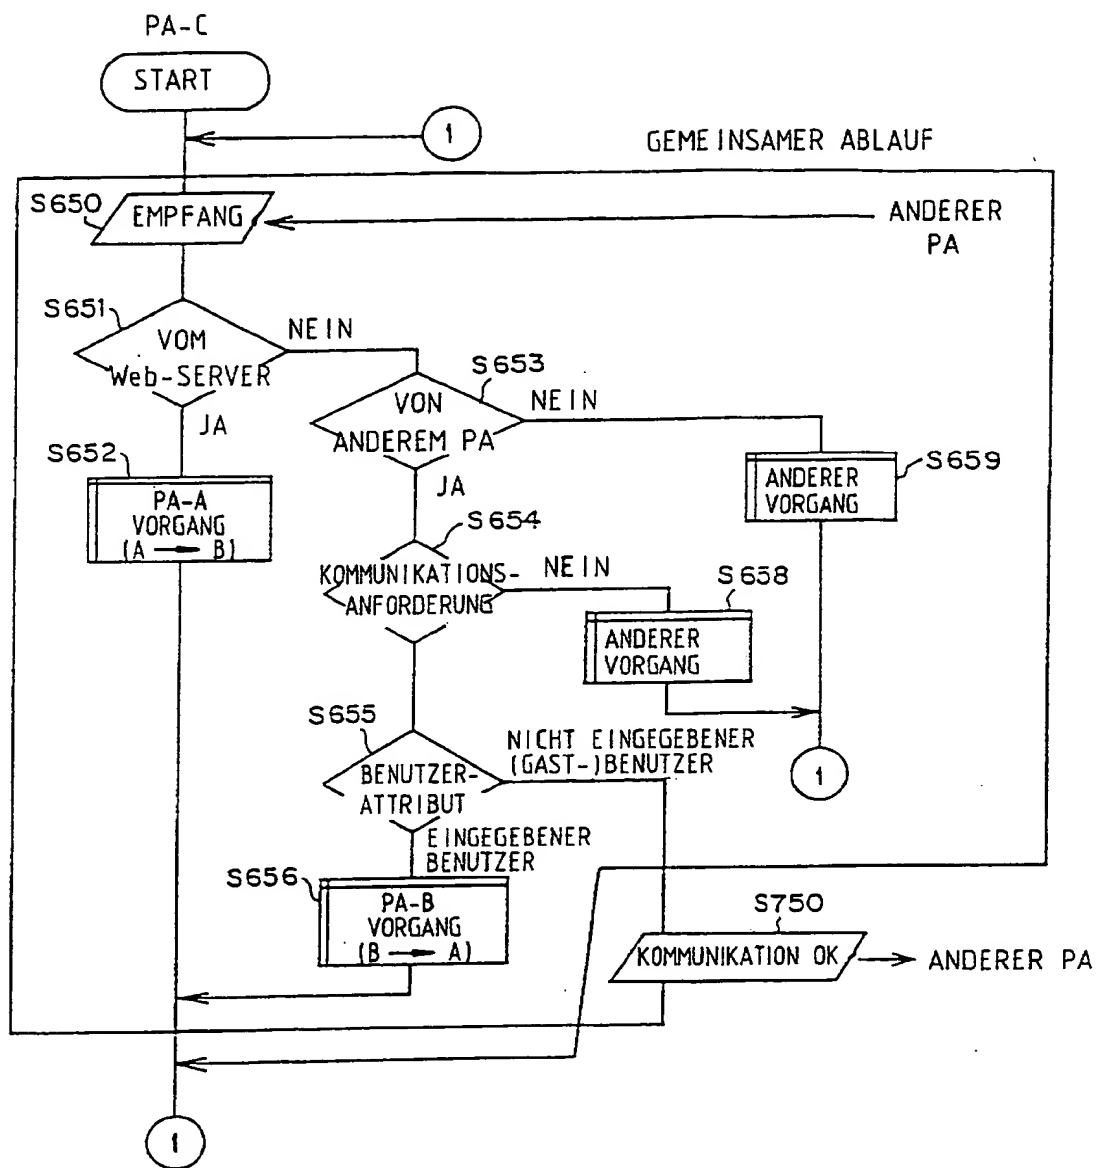 PA-C
START
1
GEMEINSAMER ABLAUF
S650
EMPFANG
ANDERER
PA
S651
VOM
Web-SERVER
NEIN
JA
S653
VON
ANDEREM PA
NEIN
JA
S652
PA-A
VORGANG
(A → B)
S659
ANDERER
VORGANG
S654
KOMMUNIKATIONS-
ANFORDERUNG
NEIN
S658
ANDERER
VORGANG
1
S655
BENUTZER-
ATTRIBUT
NICHT EINGEGEBENER
(GAST-)BENUTZER
EINGEGEBENER
BENUTZER
S656
PA-B
VORGANG
(B → A)
S750
KOMMUNIKATION OK
ANDERER PA
1